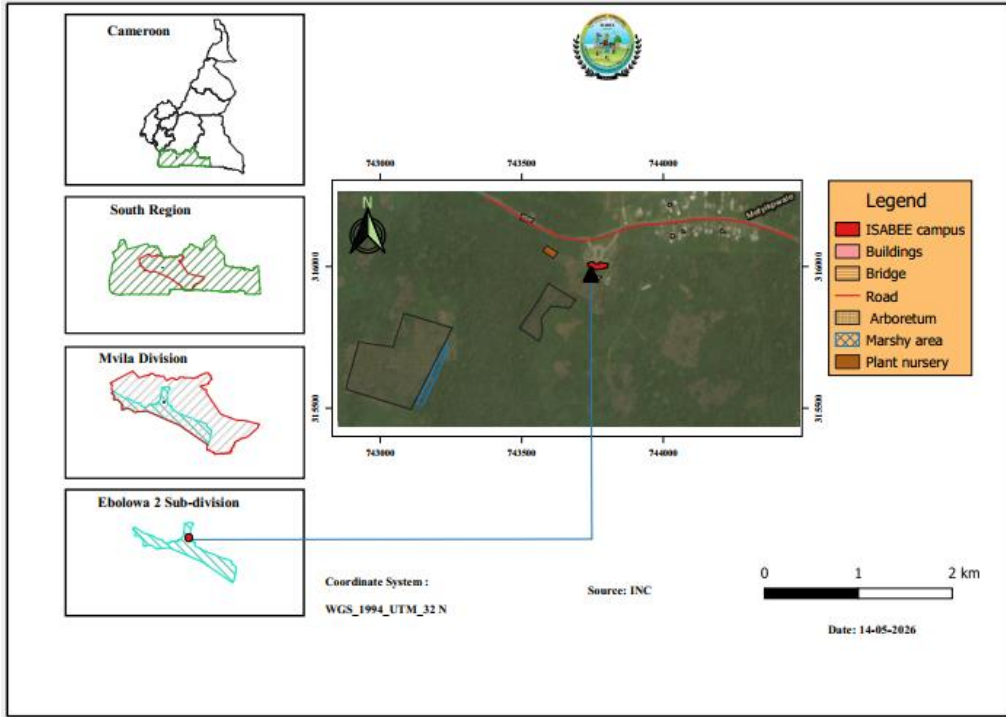 Cameroon
South Region
Mvila Division
Ebolowa 2 Sub-division
ISABEE
743000 743500 744000
316000 316000
315500 315500
743000 743500 744000
N
Legend
ISABEE campus
Buildings
Bridge
Road
Arboretum
Marshy area
Plant nursery
Coordinate System :
WGS_1994_UTM_32 N
Source: INC
0 1 2 km
Date: 14-05-2026